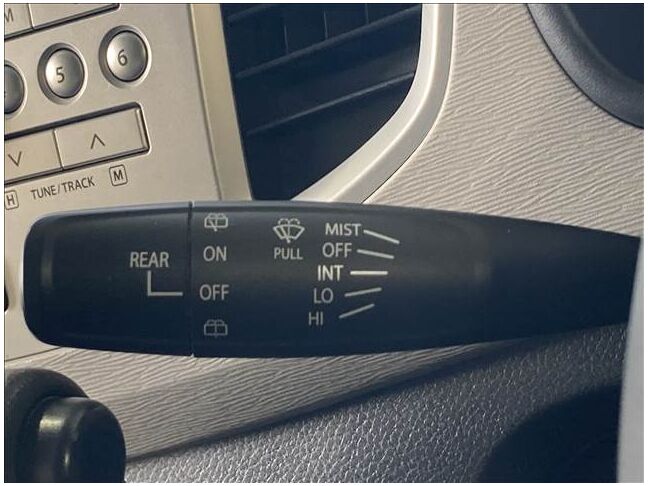 M
5
6
H TUNE/TRACK M
REAR
ON
OFF
PULL
MIST
OFF
INT
LO
HI